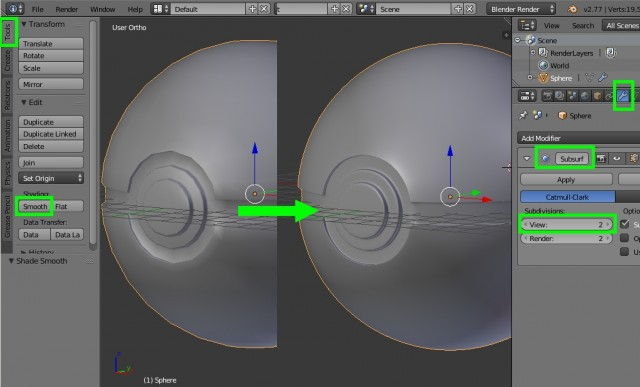 File Render Window Help Default t Scene Blender Render v2.77 | Verts:19,5
Tools
Create
Relations
Animation
Physics
Grease Pencil
Transform
Translate
Rotate
Scale
Mirror
Edit
Duplicate
Duplicate Linked
Delete
Join
Set Origin
Shading:
Smooth Flat
Data Transfer:
Data Data La
History
Shade Smooth
User Ortho
(1) Sphere
View Search All Scenes
Scene
RenderLayers
World
Sphere
Sphere
Add Modifier
Subsurf
Apply
Catmull-Clark
Subdivisions: Optio
View: 2 Su
Render: 2 Op
Us